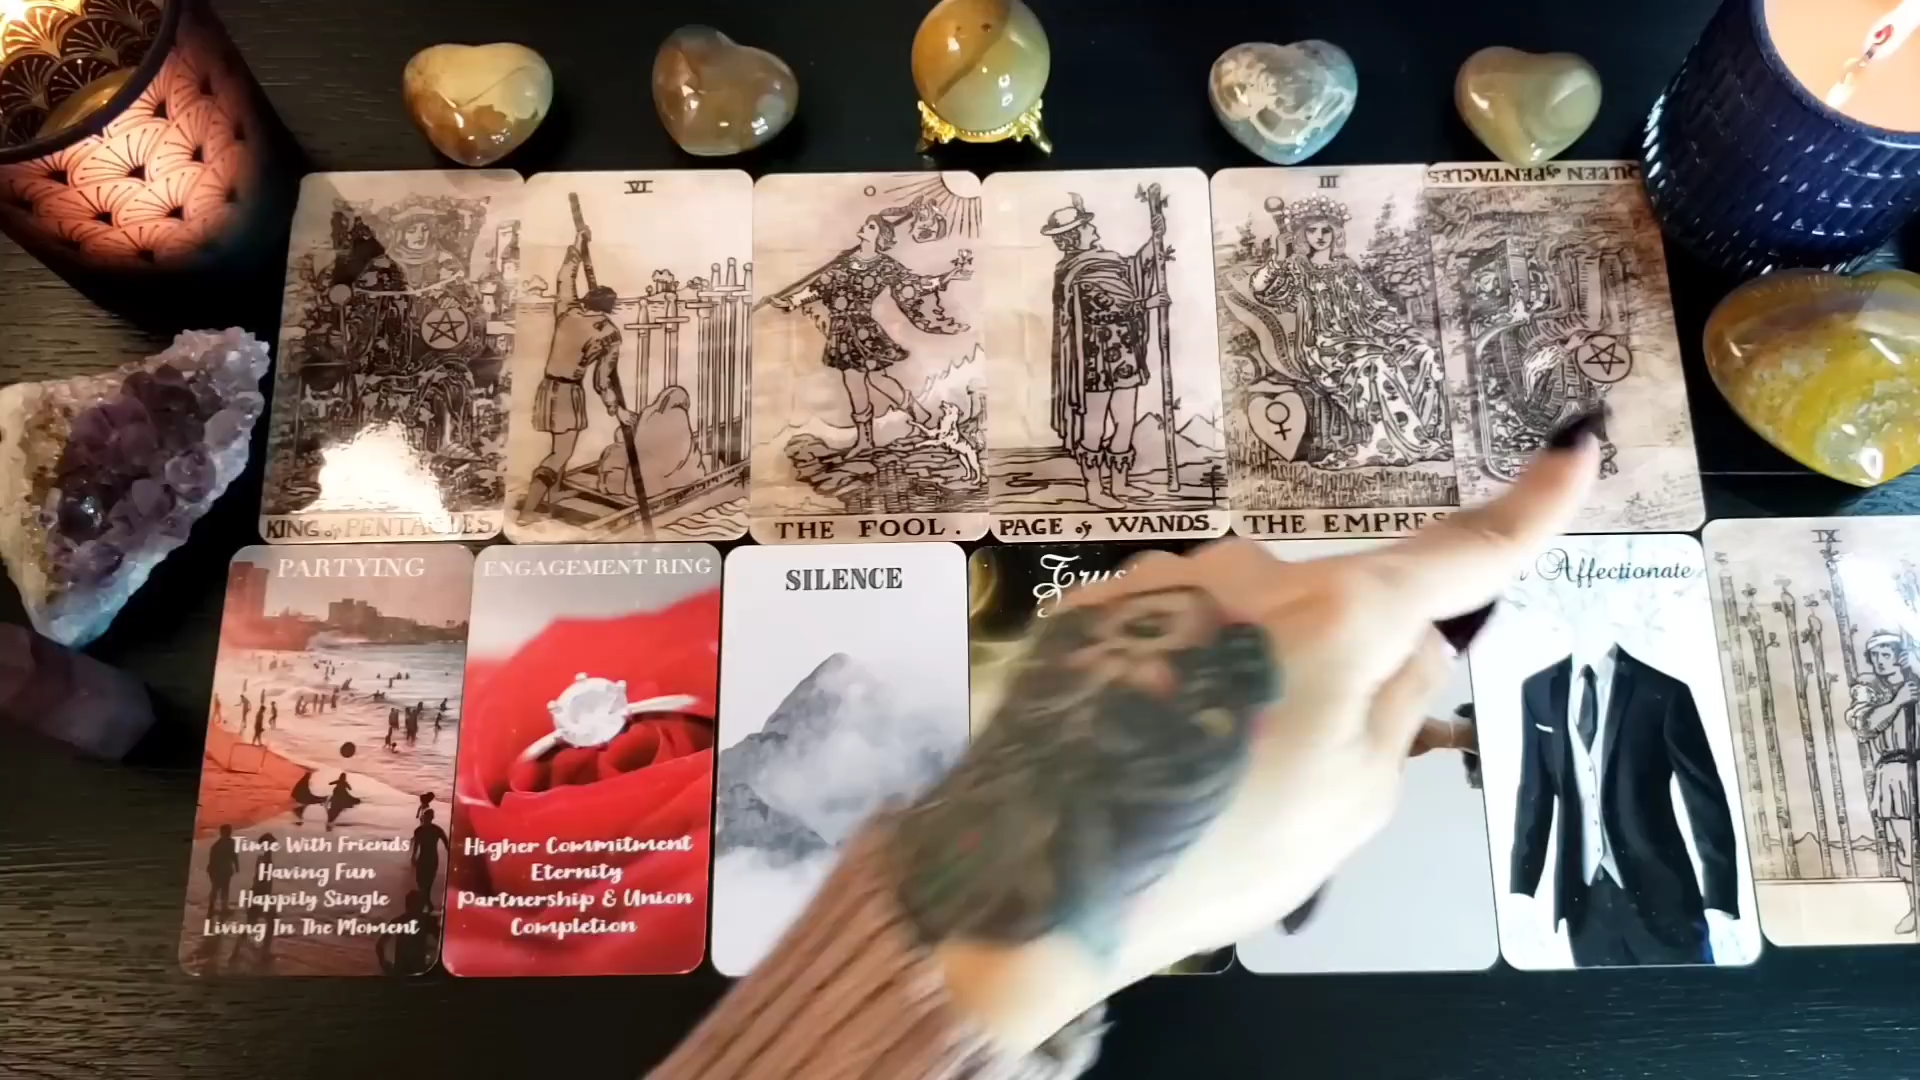 VI
III
QUEEN of PENTACLES
KING of PENTACLES.
THE FOOL.
PAGE of WANDS.
THE EMPRES
PARTYING
Time With Friends
Having Fun
Happily Single
Living In The Moment
ENGAGEMENT RING
Higher Commitment
Eternity
Partnership & Union
Completion
SILENCE
Trus
Affectionate
IX